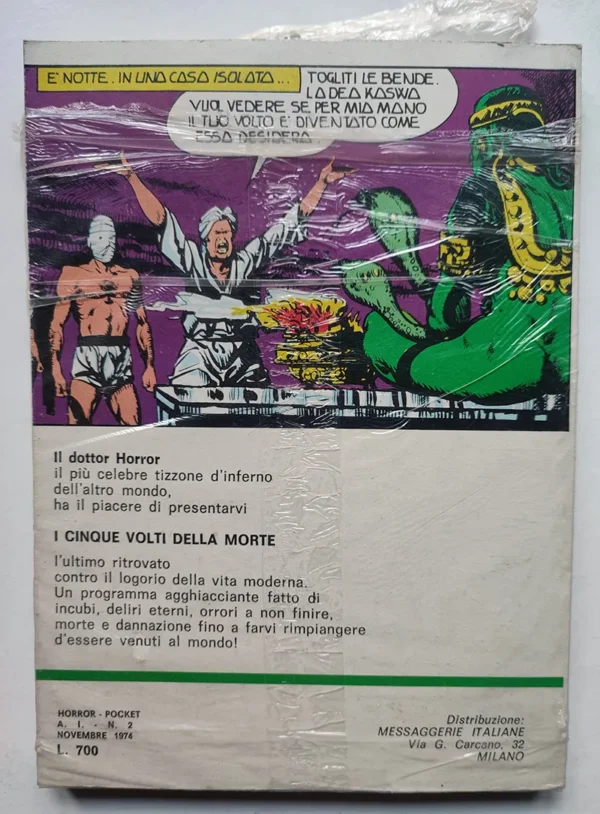 E' NOTTE. IN UNA CASA ISOLATA...
TOGLITI LE BENDE.
LA DEA KASWA
VUOL VEDERE SE PER MIA MANO
IL TUO VOLTO E' DIVENTATO COME
ESSA DESIDERA.
Il dottor Horror
il più celebre tizzone d'inferno
dell'altro mondo,
ha il piacere di presentarvi
I CINQUE VOLTI DELLA MORTE
l'ultimo ritrovato
contro il logorio della vita moderna.
Un programma agghiacciante fatto di
incubi, deliri eterni, orrori a non finire,
morte e dannazione fino a farvi rimpiangere
d'essere venuti al mondo!
HORROR - POCKET
A. I. - N. 2
NOVEMBRE 1974
L. 700
Distribuzione:
MESSAGGERIE ITALIANE
Via G. Carcano, 32
MILANO